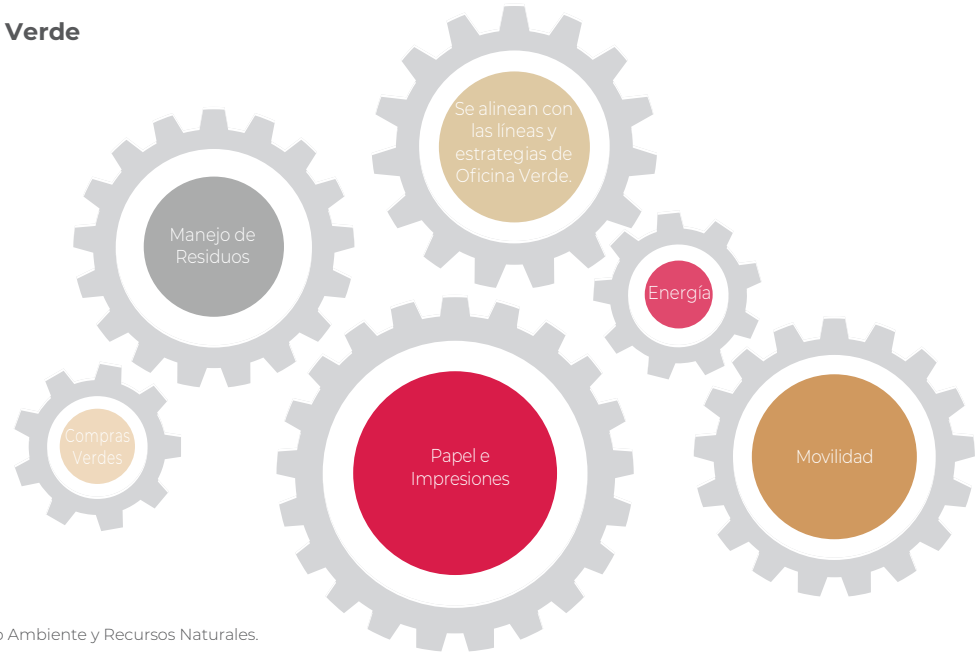 Verde
Se alinean con
las líneas y
estrategias de
Oficina Verde.
Manejo de
Residuos
Energía
Compras
Verdes
Papel e
Impresiones
Movilidad
o Ambiente y Recursos Naturales.